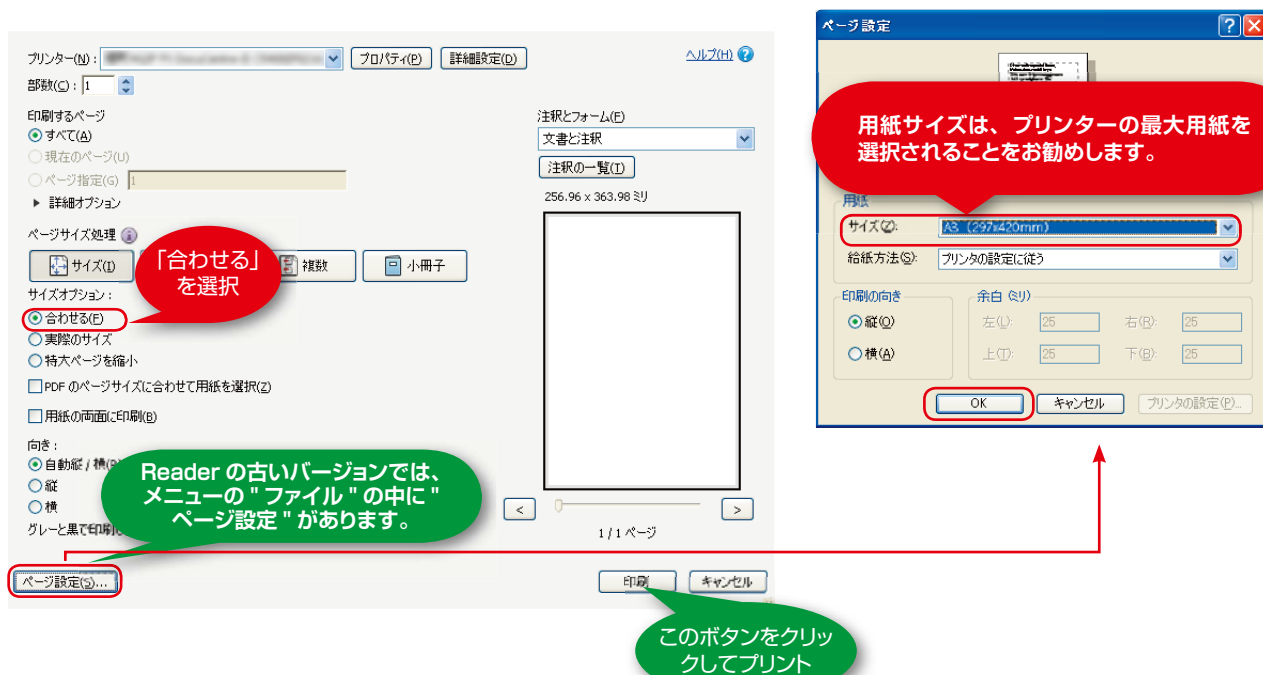 プリンター(N) :
プロパティ(P)
詳細設定(D)
ヘルプ(H)
部数(C) : 1
印刷するページ
すべて(A)
現在のページ(U)
ページ指定(G) 1
詳細オプション
ページサイズ処理
サイズ(I)
複数
小冊子
「合わせる」
を選択
サイズオプション :
合わせる(F)
実際のサイズ
特大ページを縮小
PDF のページサイズに合わせて用紙を選択(Z)
用紙の両面に印刷(B)
向き :
自動縦 / 横
縦
横
グレーと黒で印刷
Reader の古いバージョンでは、
メニューの " ファイル " の中に "
ページ設定 " があります。
ページ設定(S)...
注釈とフォーム(F)
文書と注釈
注釈の一覧(T)
256.96 x 363.98 ミリ
<
>
1 / 1 ページ
印刷
キャンセル
このボタンをクリッ
クしてプリント
ページ設定
用紙サイズは、プリンターの最大用紙を
選択されることをお勧めします。
用紙
サイズ(Z):
A3 (297x420mm)
給紙方法(S):
プリンタの設定に従う
印刷の向き
縦(O)
横(A)
余白 (ミリ)
左(L): 25
右(R): 25
上(T): 25
下(B): 25
OK
キャンセル
プリンタの設定(P)...